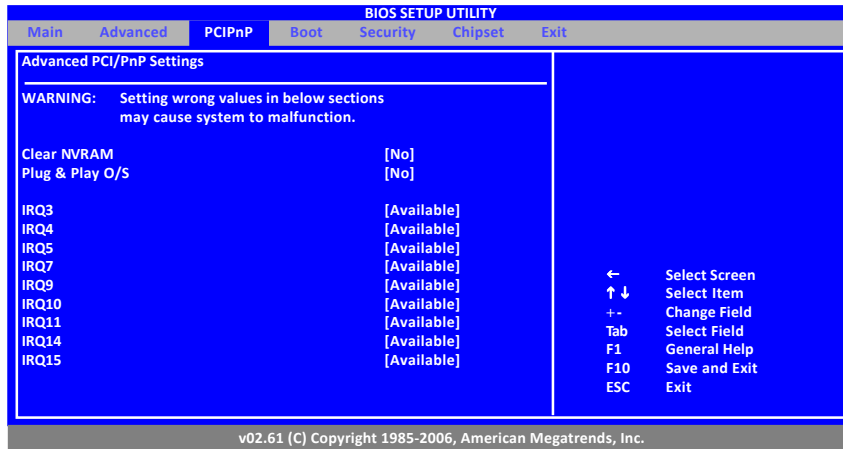 BIOS SETUP UTILITY
Main Advanced PCIPnP Boot Security Chipset Exit
Advanced PCI/PnP Settings
WARNING: Setting wrong values in below sections
may cause system to malfunction.
Clear NVRAM [No]
Plug & Play O/S [No]
IRQ3 [Available]
IRQ4 [Available]
IRQ5 [Available]
IRQ7 [Available]
IRQ9 [Available]
IRQ10 [Available]
IRQ11 [Available]
IRQ14 [Available]
IRQ15 [Available]
← Select Screen
↑↓ Select Item
+- Change Field
Tab Select Field
F1 General Help
F10 Save and Exit
ESC Exit
v02.61 (C) Copyright 1985-2006, American Megatrends, Inc.